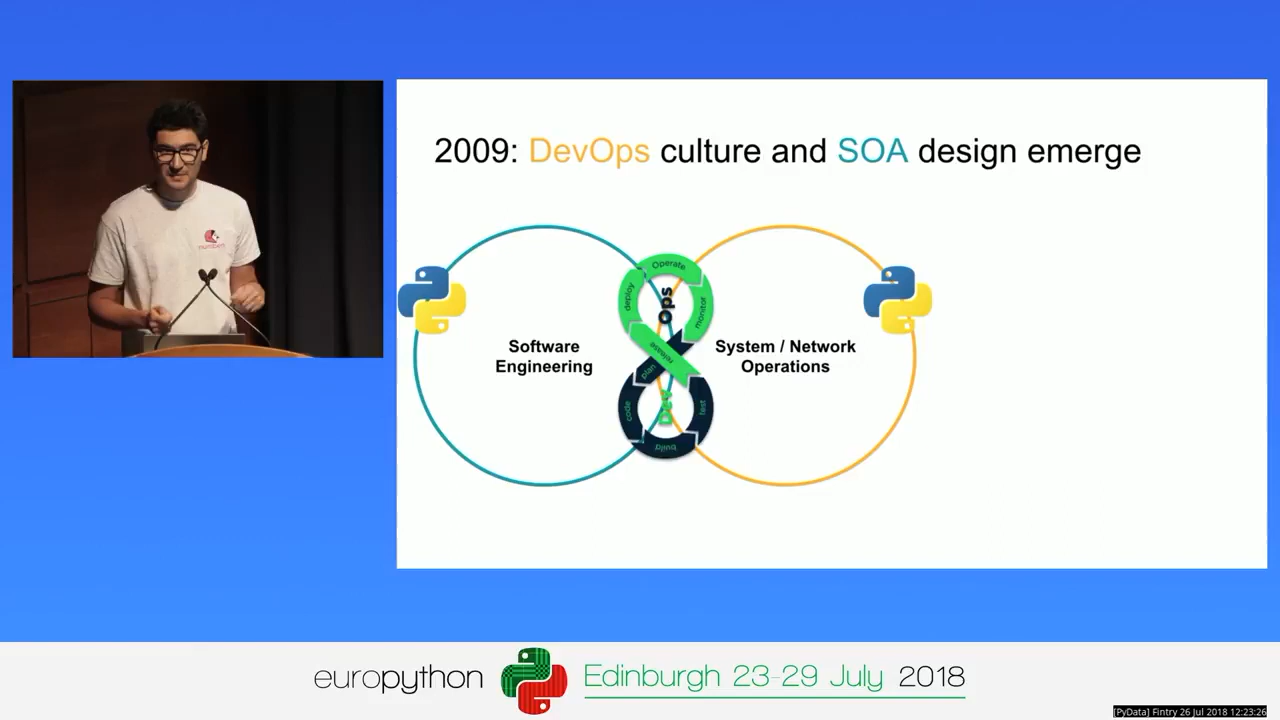 2009: DevOps culture and SOA design emerge
Operate
deploy
Ops
monitor
Software
Engineering
System / Network
Operations
release
plan
code
Dev
test
build
europython
Edinburgh 23-29 July 2018
[PyData] Fintry 26 Jul 2018 12:23:26